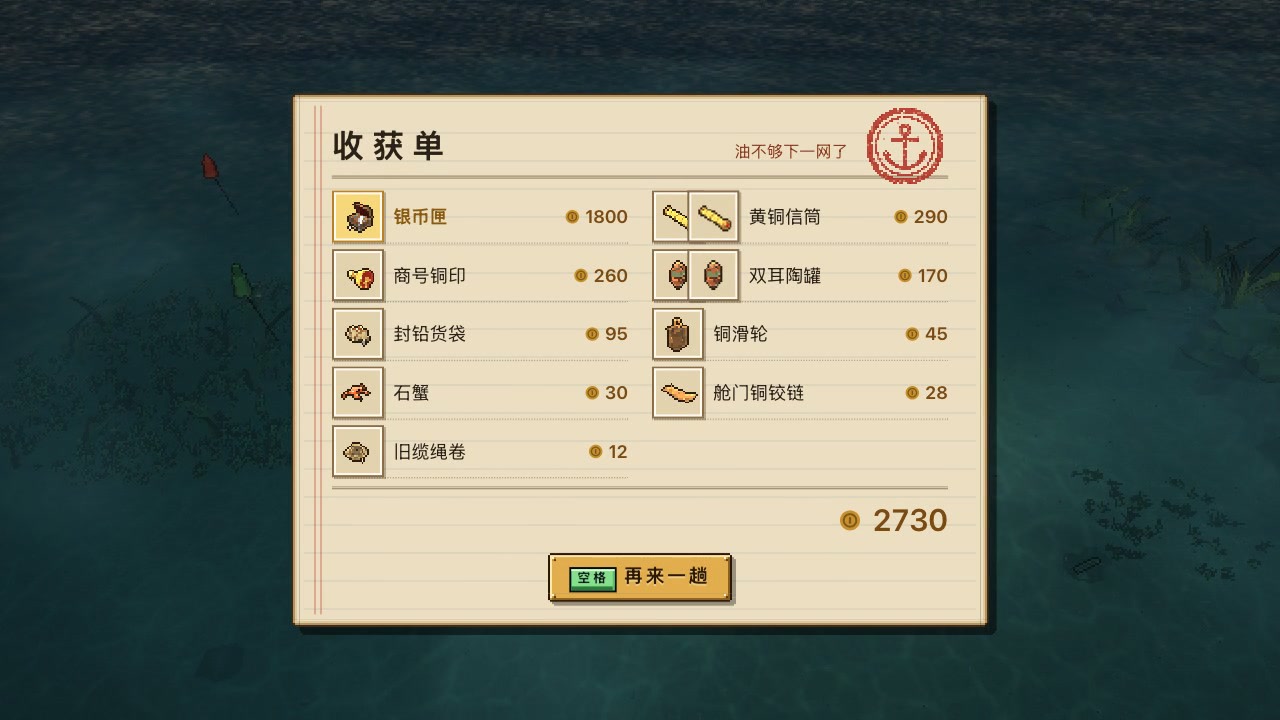 收获单
油不够下一网了
银币匣 1800
黄铜信筒 290
商号铜印 260
双耳陶罐 170
封铅货袋 95
铜滑轮 45
石蟹 30
舱门铜铰链 28
旧缆绳卷 12
2730
空格 再来一趟